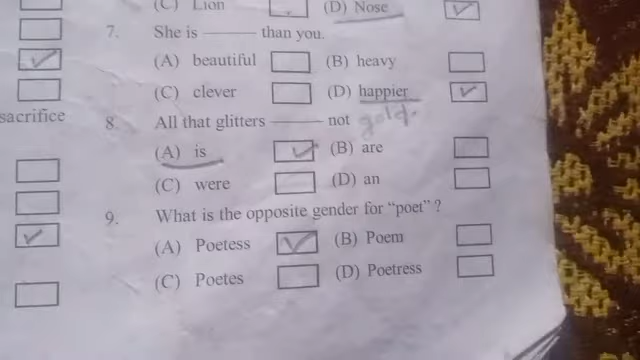 (C) Lion (D) Nose
7. She is ——— than you.
(A) beautiful (B) heavy
(C) clever (D) happier
sacrifice
8. All that glitters ——— not gold.
(A) is (B) are
(C) were (D) an
9. What is the opposite gender for “poet” ?
(A) Poetess (B) Poem
(C) Poetes (D) Poetress